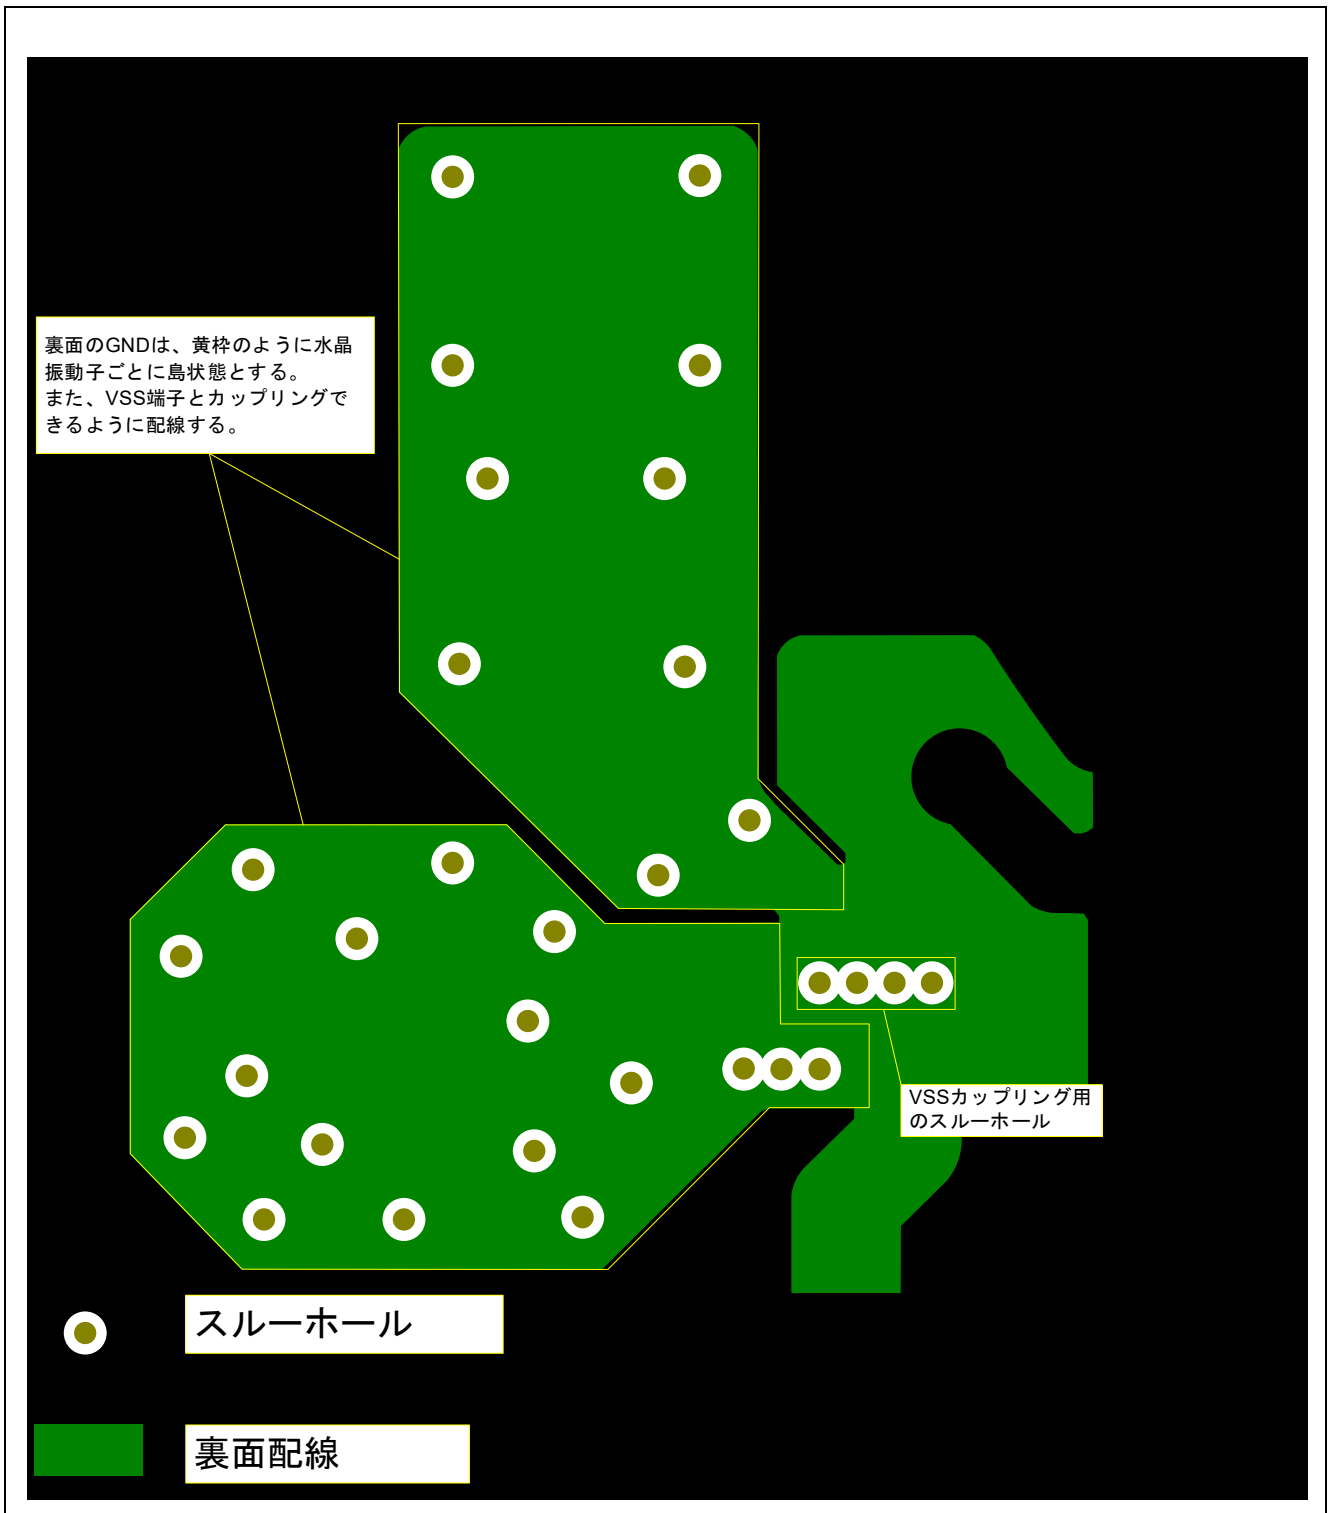 裏面のGNDは、黄枠のように水晶
振動子ごとに島状態とする。
また、VSS端子とカップリングで
きるように配線する。
VSSカップリング用
のスルーホール
スルーホール
裏面配線